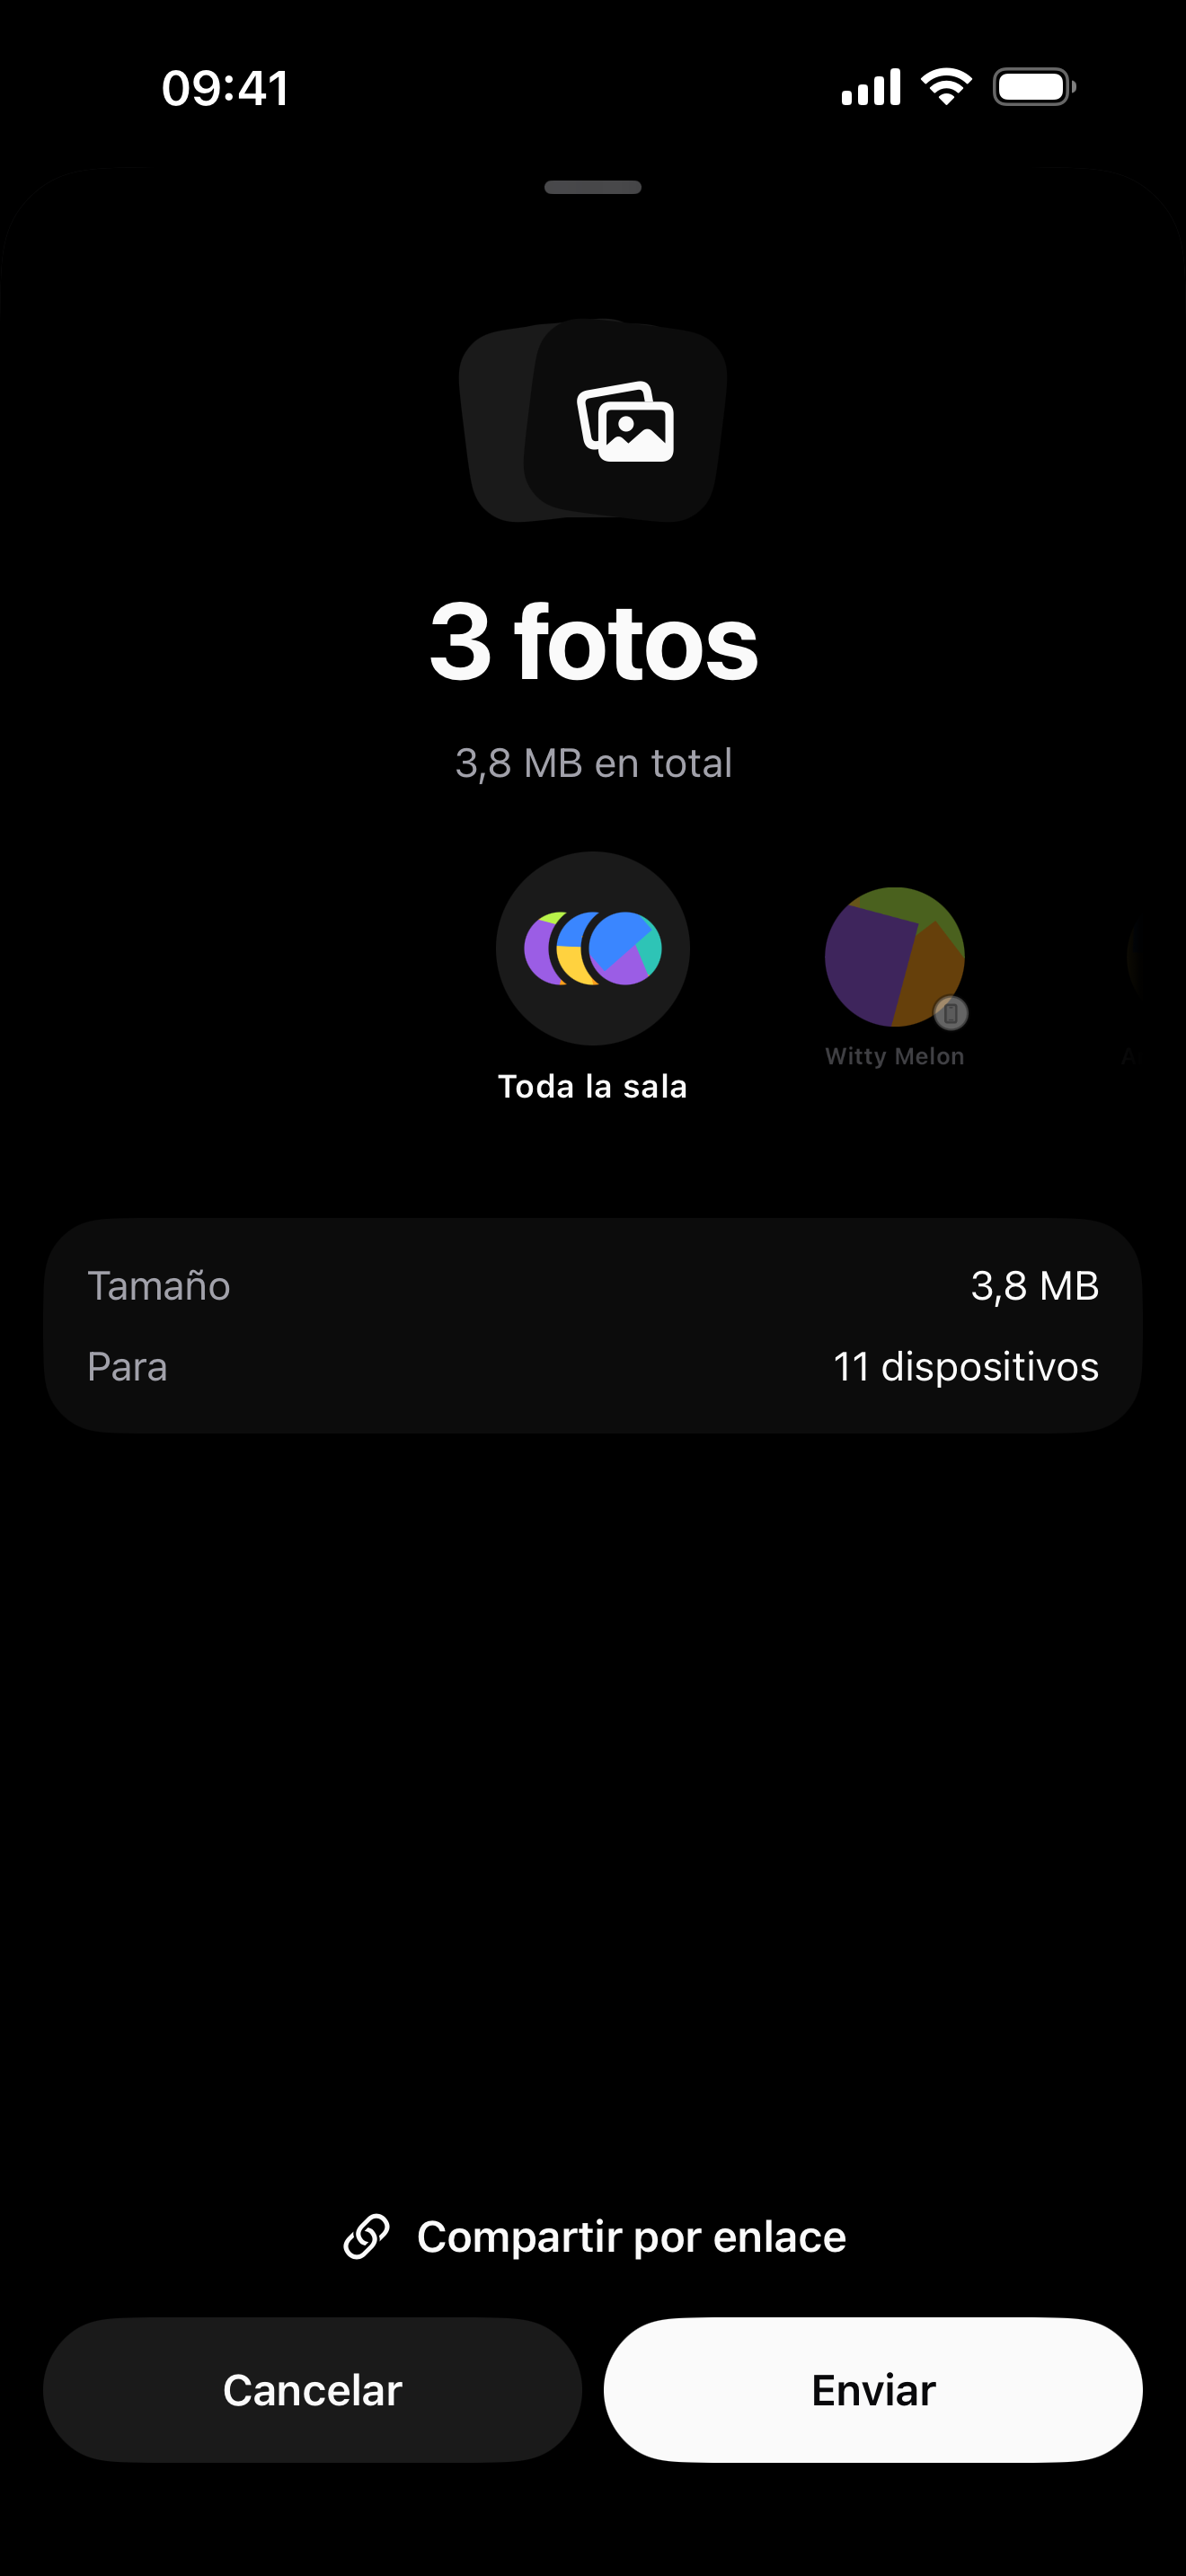 09:41
3 fotos
3,8 MB en total
Toda la sala
Witty Melon
Tamaño
3,8 MB
Para
11 dispositivos
Compartir por enlace
Cancelar
Enviar